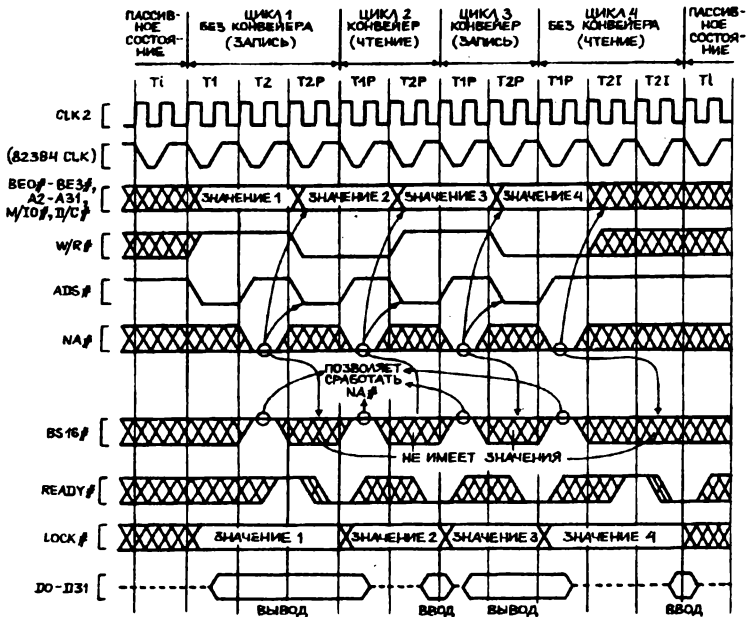 ПАССИВ-
НОЕ
СОСТОЯ-
НИЕ
ЦИКЛ 1
БЕЗ КОНВЕЙЕРА
(ЗАПИСЬ)
ЦИКЛ 2
КОНВЕЙЕР
(ЧТЕНИЕ)
ЦИКЛ 3
КОНВЕЙЕР
(ЗАПИСЬ)
ЦИКЛ 4
БЕЗ КОНВЕЙЕРА
(ЧТЕНИЕ)
ПАССИВ-
НОЕ
СОСТОЯ-
НИЕ
Ti T1 T2 T2P T1P T2P T1P T2P T1P T2I T2I Ti
CLK2
(82384 CLK)
BE0#-BE3#,
A2-A31,
M/IO#, D/C#
ЗНАЧЕНИЕ 1 ЗНАЧЕНИЕ 2 ЗНАЧЕНИЕ 3 ЗНАЧЕНИЕ 4
W/R#
ADS#
NA#
ПОЗВОЛЯЕТ
СРАБОТАТЬ
NA#
BS16#
НЕ ИМЕЕТ ЗНАЧЕНИЯ
READY#
LOCK#
ЗНАЧЕНИЕ 1 ЗНАЧЕНИЕ 2 ЗНАЧЕНИЕ 3 ЗНАЧЕНИЕ 4
D0-D31
ВЫВОД ВВОД ВЫВОД ВВОД